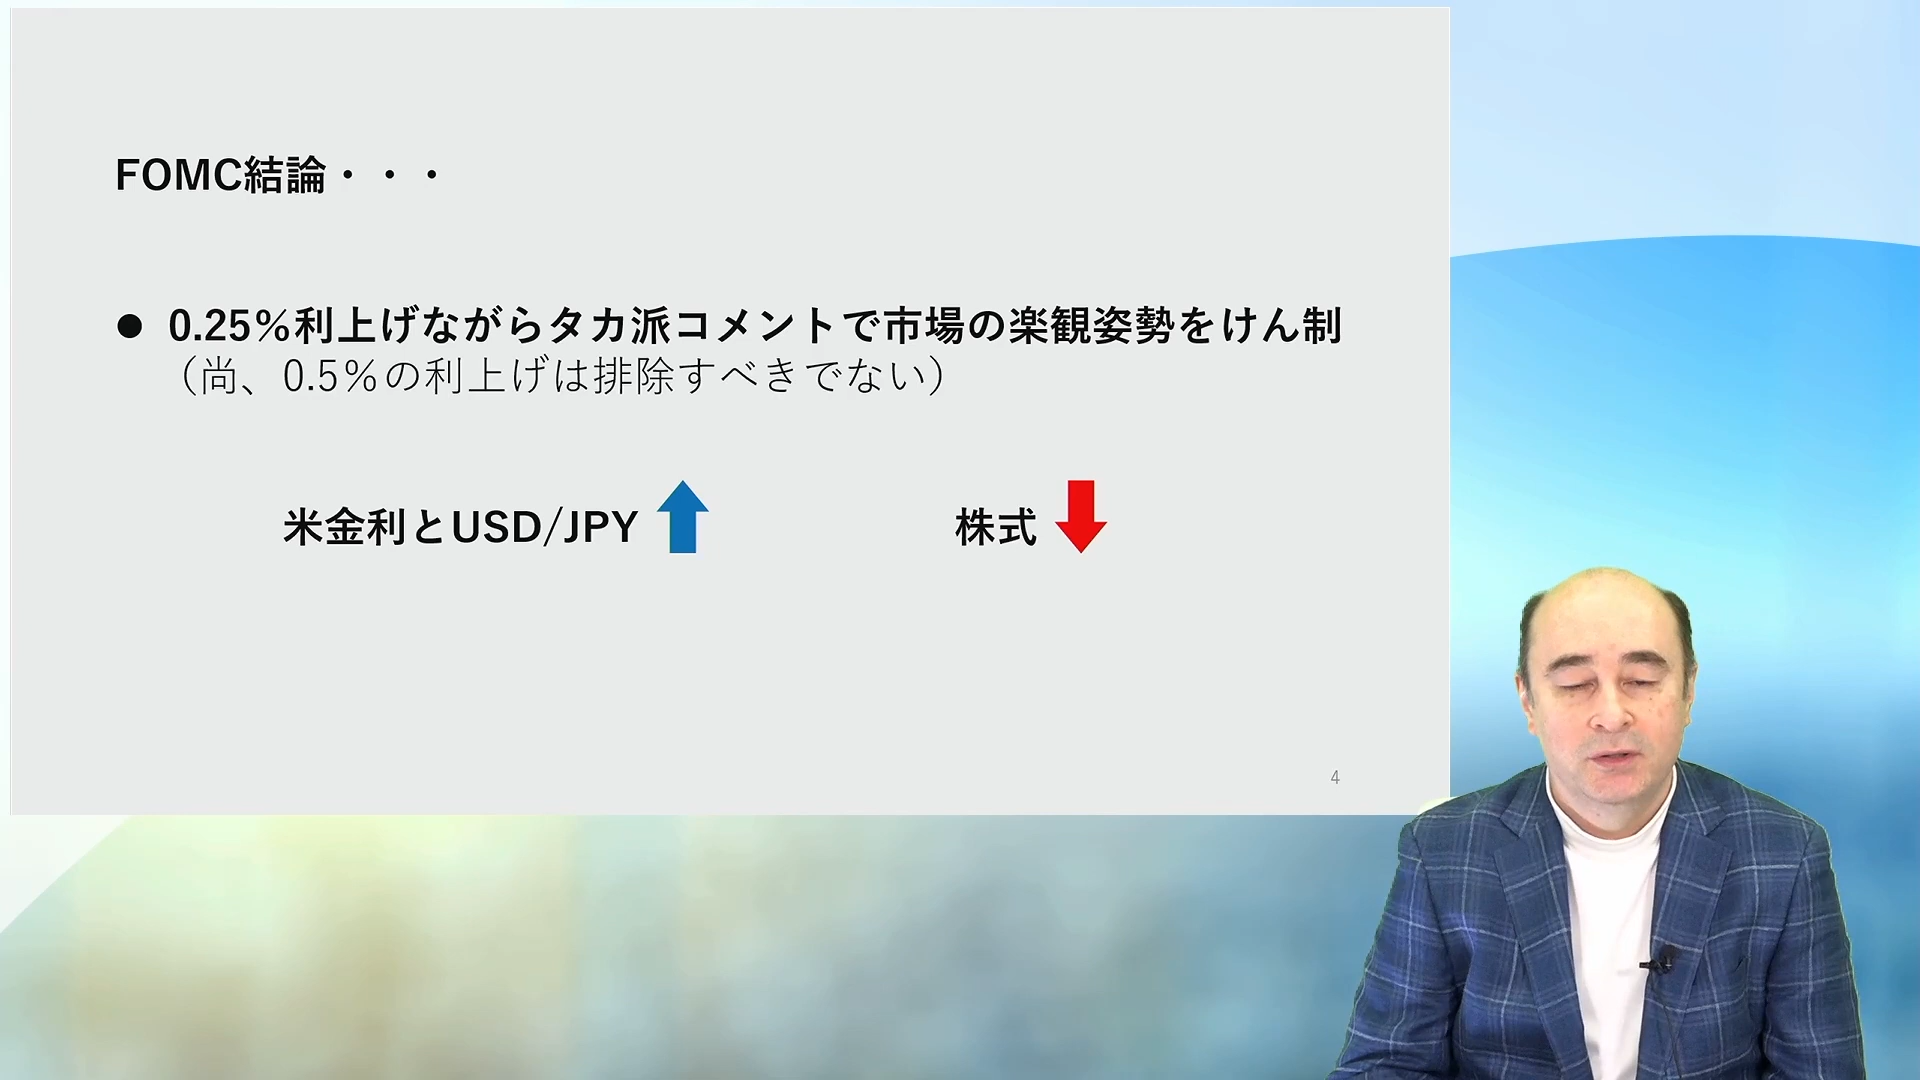 FOMC結論・・・
● 0.25%利上げながらタカ派コメントで市場の楽観姿勢をけん制
（尚、0.5%の利上げは排除すべきでない）
米金利とUSD/JPY 株式
4